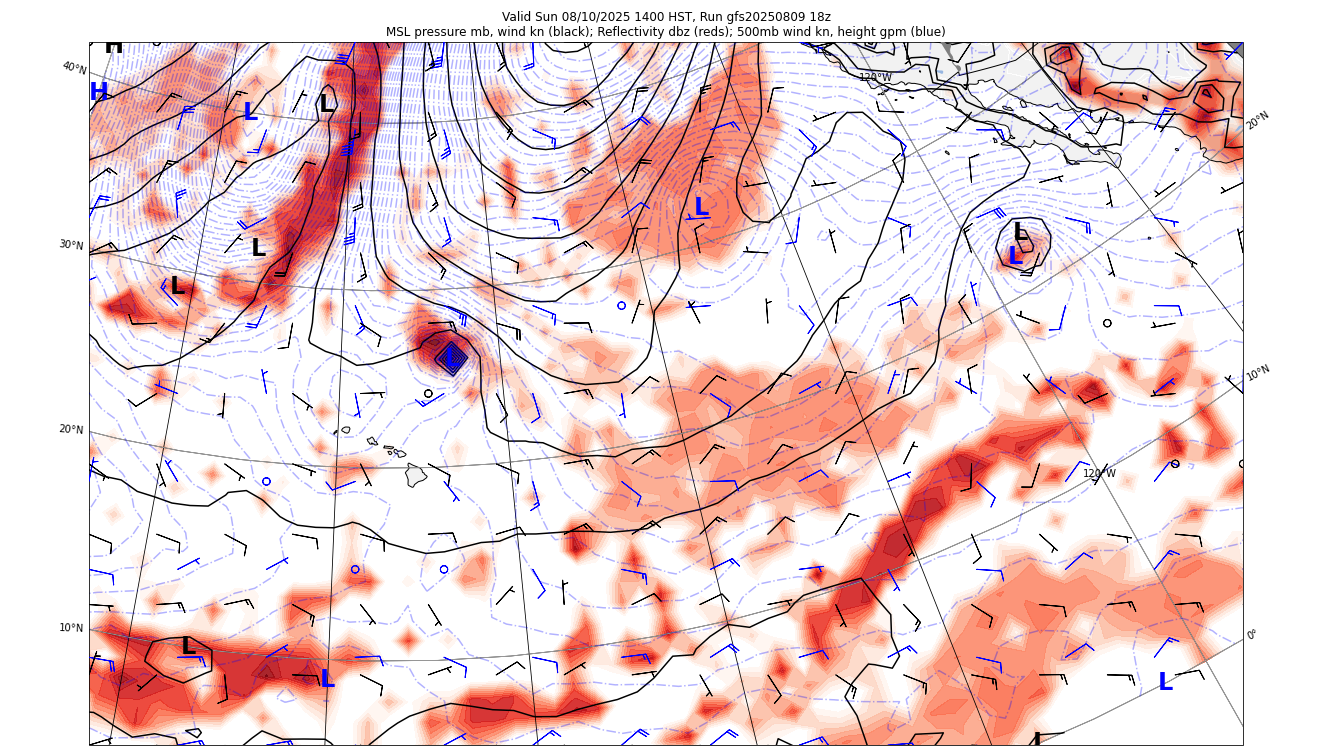 Valid Sun 08/10/2025 1400 HST, Run gfs20250809 18z
MSL pressure mb, wind kn (black); Reflectivity dbz (reds); 500mb wind kn, height gpm (blue)
H
40°N
120°W
H
L
L
20°N
L
L
L
30°N
L
L
L
10°N
20°N
120°W
10°N
0°
L
L
L